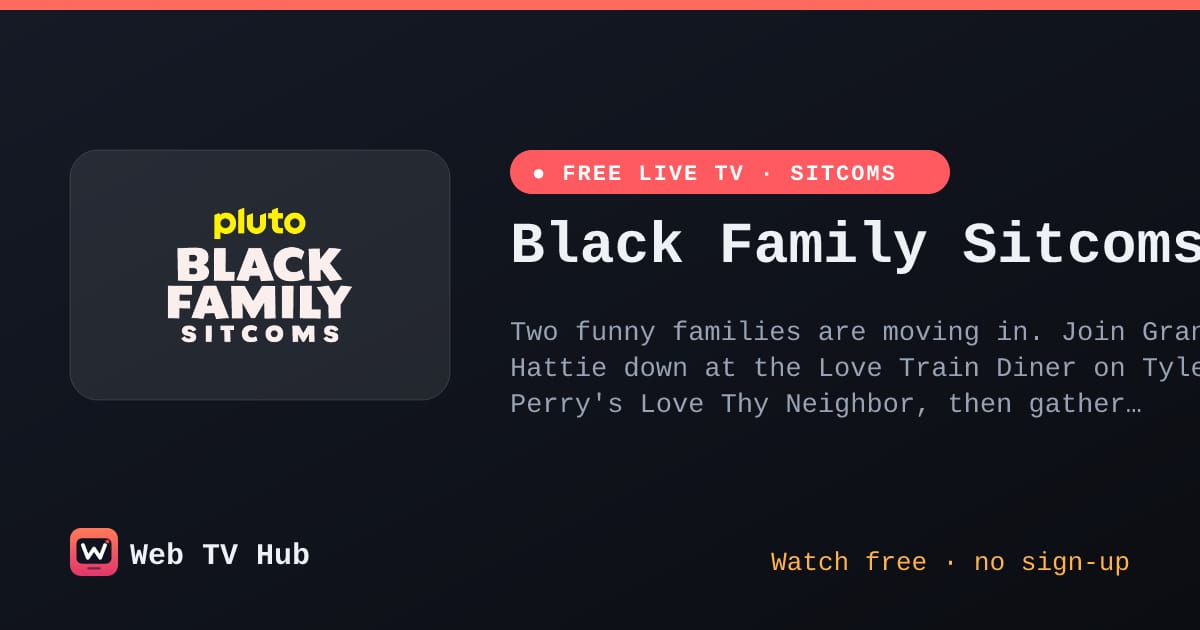 pluto
BLACK
FAMILY
SITCOMS
● FREE LIVE TV · SITCOMS
Black Family Sitcoms
Two funny families are moving in. Join Gran
Hattie down at the Love Train Diner on Tyle
Perry's Love Thy Neighbor, then gather…
W
Web TV Hub
Watch free · no sign-up